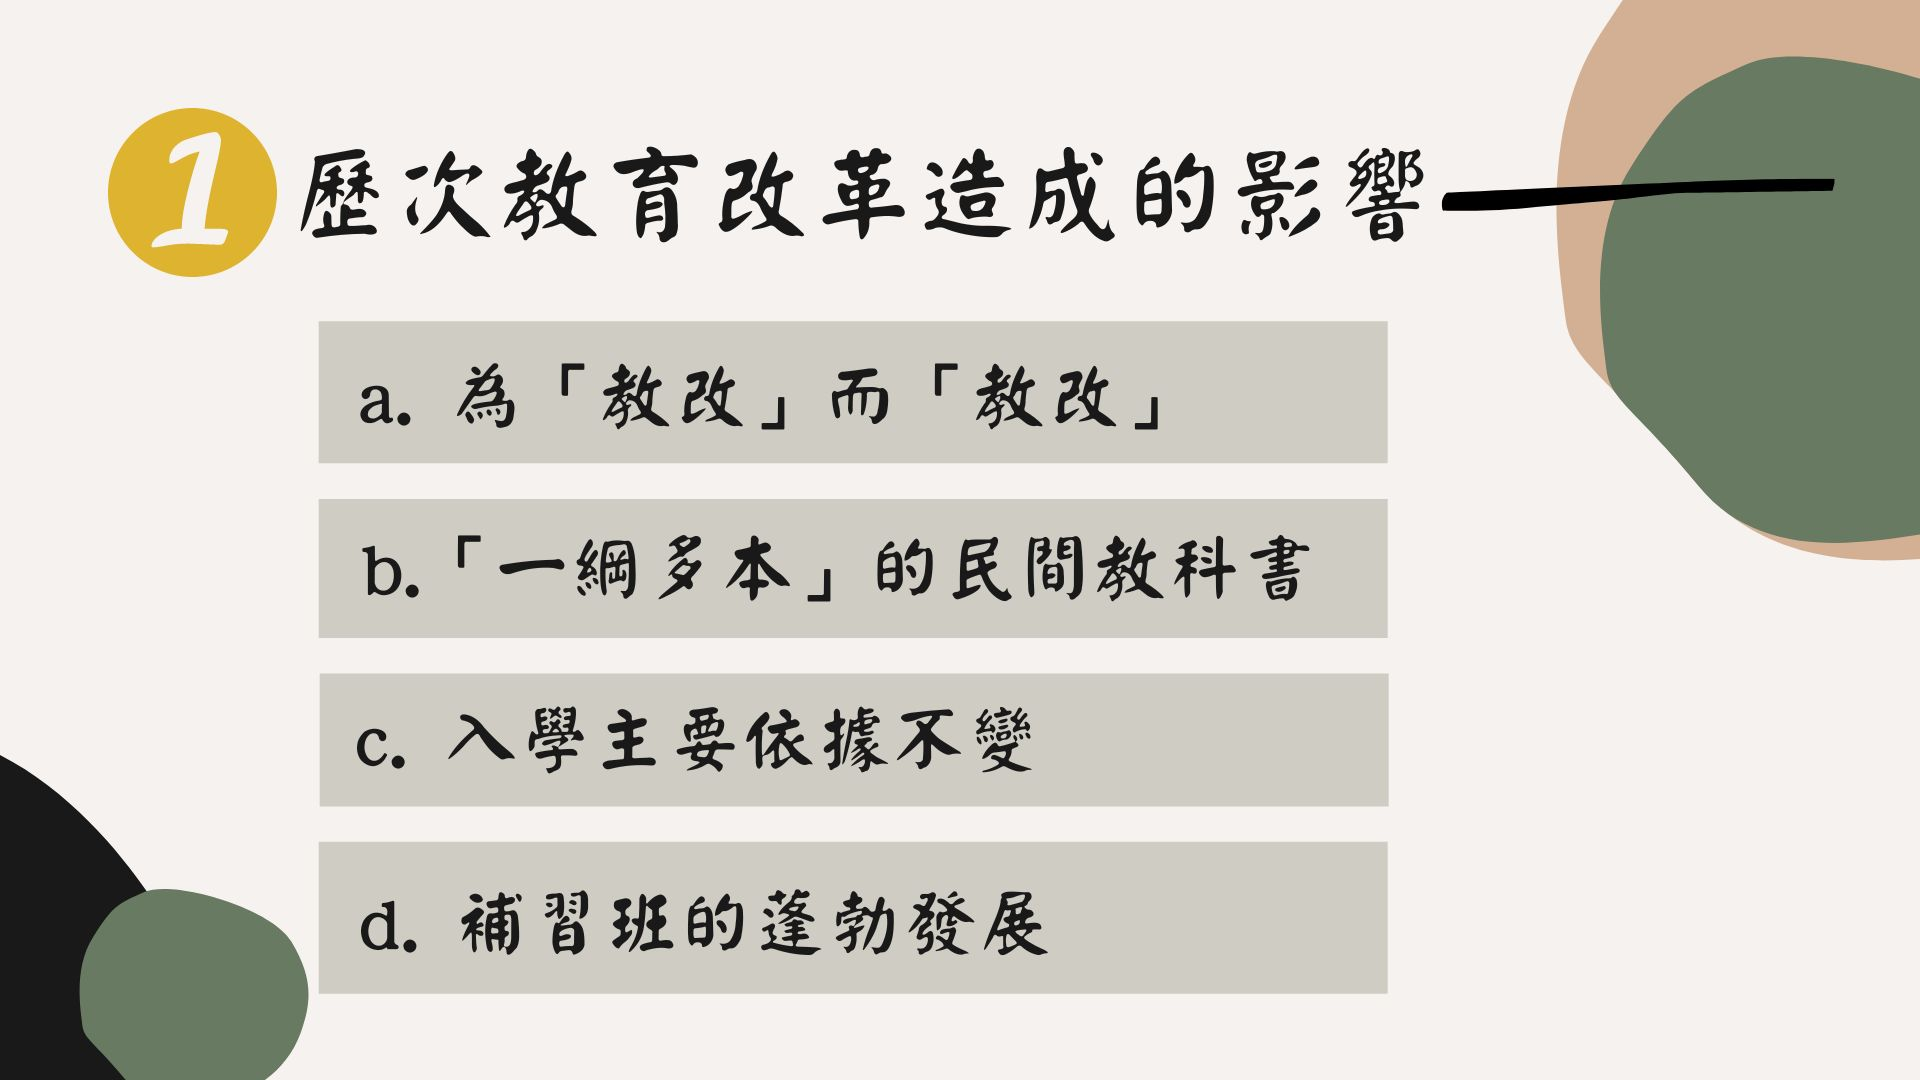 1 歷次教育改革造成的影響
a. 為「教改」而「教改」
b.「一綱多本」的民間教科書
c. 入學主要依據不變
d. 補習班的蓬勃發展